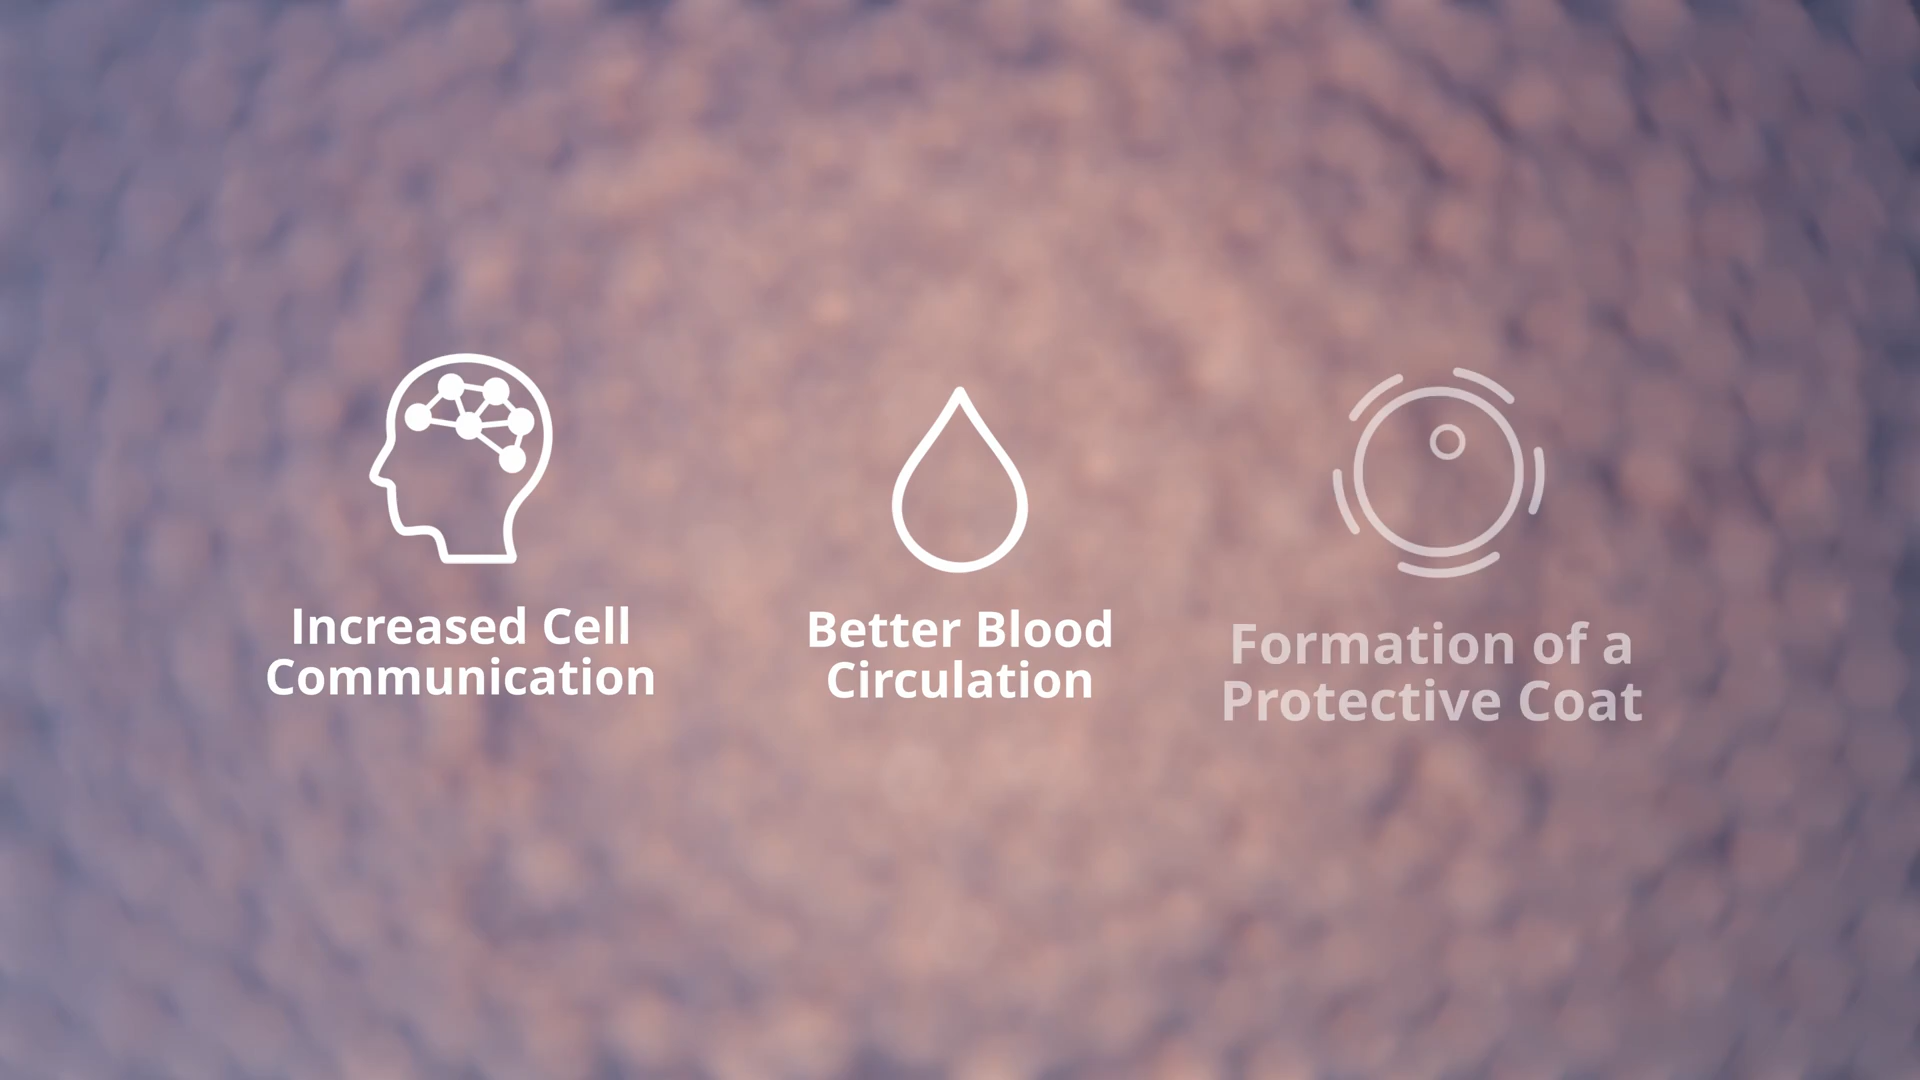 Increased Cell
Communication
Better Blood
Circulation
Formation of a
Protective Coat